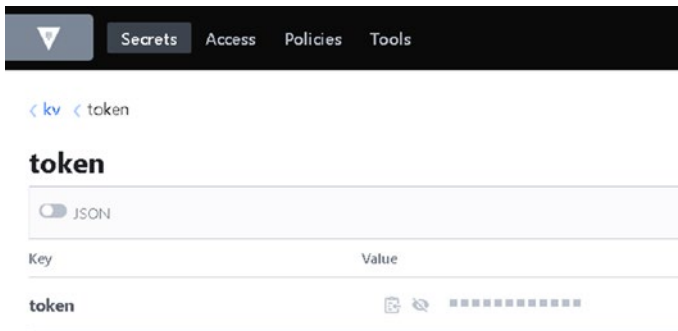 Secrets Access Policies Tools
< kv < token
token
JSON
Key Value
token